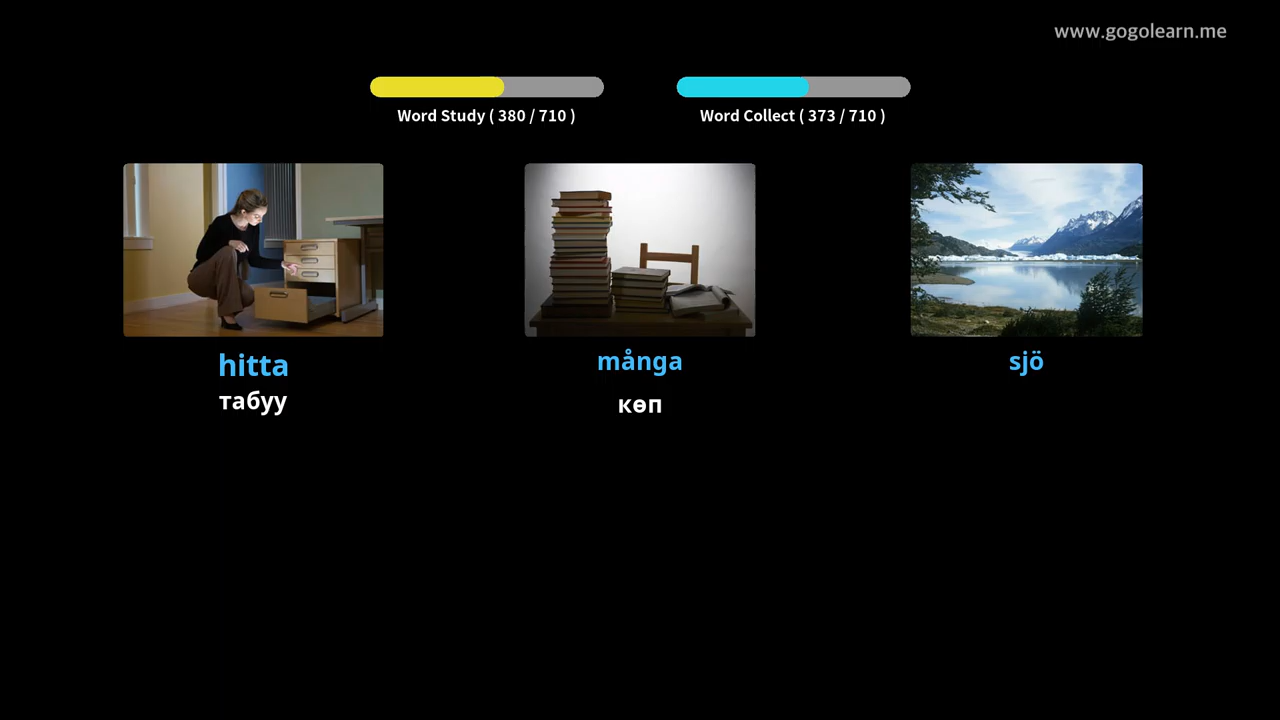 www.gogolearn.me
Word Study ( 380 / 710 )
Word Collect ( 373 / 710 )
hitta
табуу
många
көп
sjö